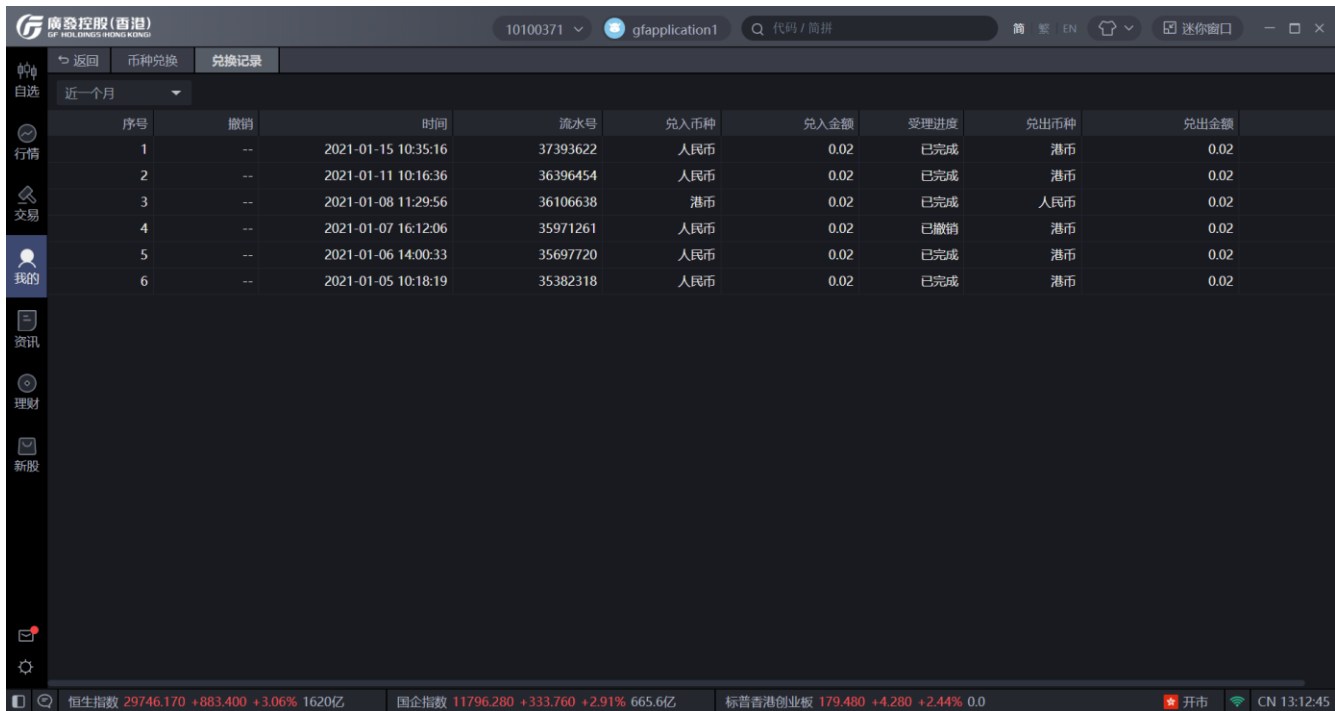 廣發控股(香港)
GF HOLDINGS (HONG KONG)
10100371 gfapplication1 代码 / 简拼 简 繁 EN 迷你窗口
返回 币种兑换 兑换记录
近一个月
序号 撤销 时间 流水号 兑入币种 兑入金额 受理进度 兑出币种 兑出金额
1 -- 2021-01-15 10:35:16 37393622 人民币 0.02 已完成 港币 0.02
2 -- 2021-01-11 10:16:36 36396454 人民币 0.02 已完成 港币 0.02
3 -- 2021-01-08 11:29:56 36106638 港币 0.02 已完成 人民币 0.02
4 -- 2021-01-07 16:12:06 35971261 人民币 0.02 已撤销 港币 0.02
5 -- 2021-01-06 14:00:33 35697720 人民币 0.02 已完成 港币 0.02
6 -- 2021-01-05 10:18:19 35382318 人民币 0.02 已完成 港币 0.02
自选
行情
交易
我的
资讯
理财
新股
恒生指数 29746.170 +883.400 +3.06% 1620亿 国企指数 11796.280 +333.760 +2.91% 665.6亿 标普香港创业板 179.480 +4.280 +2.44% 0.0 开市 CN 13:12:45